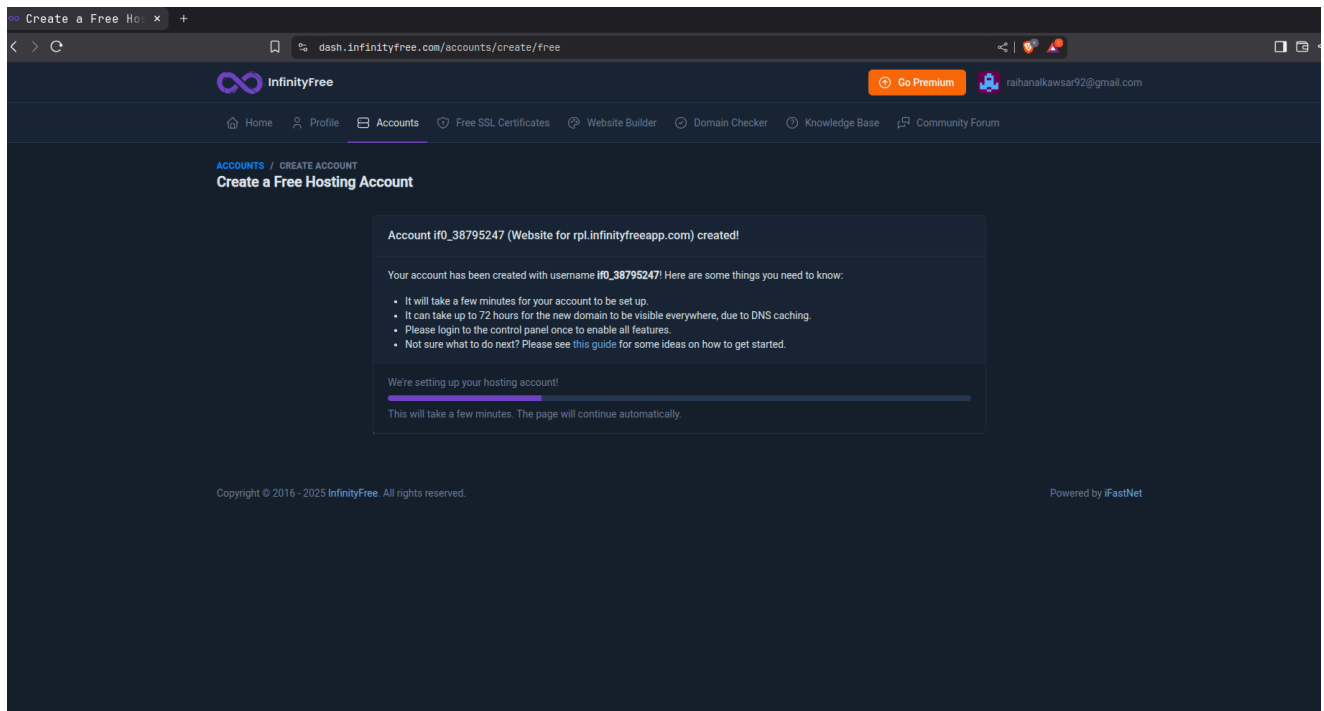 Create a Free Hos
dash.infinityfree.com/accounts/create/free
InfinityFree
Go Premium
raihanalkawsar92@gmail.com
Home Profile Accounts Free SSL Certificates Website Builder Domain Checker Knowledge Base Community Forum
ACCOUNTS / CREATE ACCOUNT
Create a Free Hosting Account
Account if0_38795247 (Website for rpl.infinityfreeapp.com) created!
Your account has been created with username if0_38795247! Here are some things you need to know:
• It will take a few minutes for your account to be set up.
• It can take up to 72 hours for the new domain to be visible everywhere, due to DNS caching.
• Please login to the control panel once to enable all features.
• Not sure what to do next? Please see this guide for some ideas on how to get started.
We're setting up your hosting account!
This will take a few minutes. The page will continue automatically.
Copyright © 2016 - 2025 InfinityFree. All rights reserved.
Powered by iFastNet